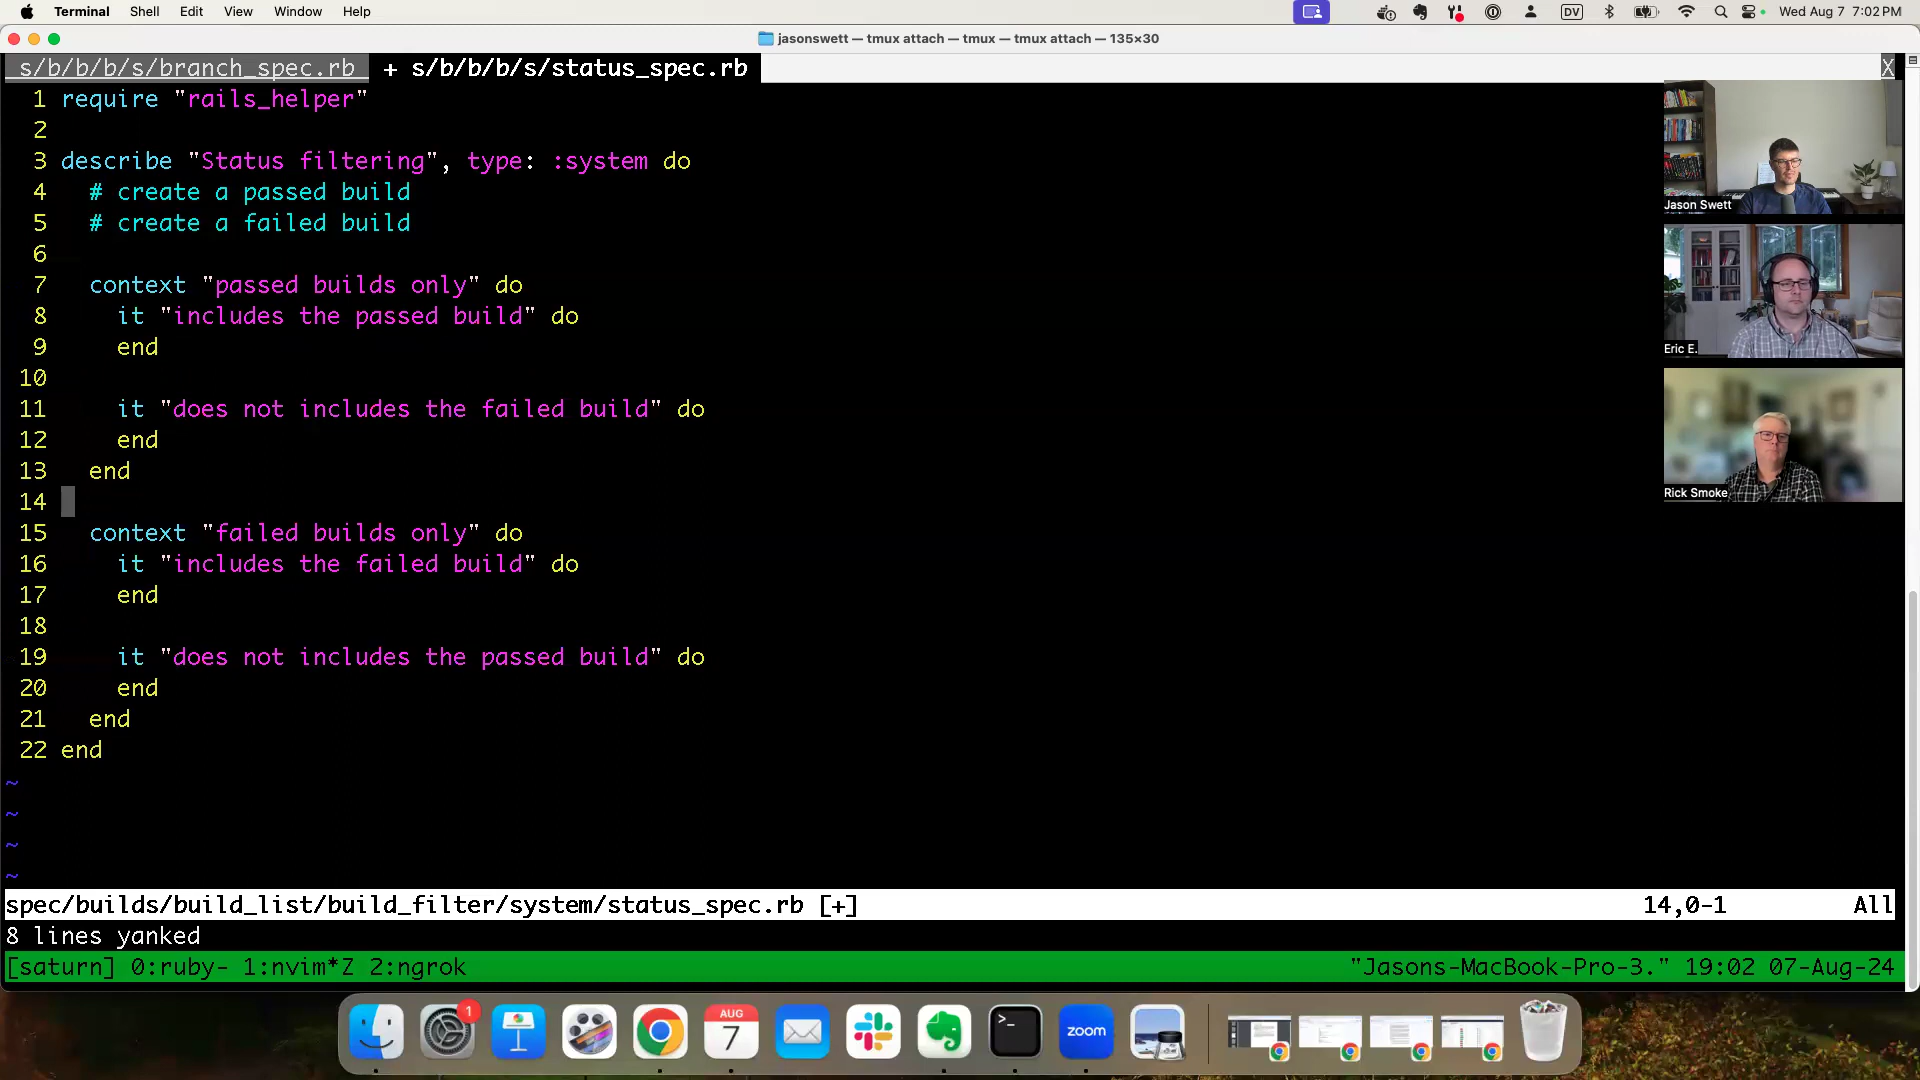 Terminal Shell Edit View Window Help DV Wed Aug 7 7:02 PM
jasonswett — tmux attach — tmux — tmux attach — 135×30
s/b/b/b/s/branch_spec.rb + s/b/b/b/s/status_spec.rb X
1 require "rails_helper"
2
3 describe "Status filtering", type: :system do
4 # create a passed build
5 # create a failed build
6
7 context "passed builds only" do
8 it "includes the passed build" do
9 end
10
11 it "does not includes the failed build" do
12 end
13 end
14
15 context "failed builds only" do
16 it "includes the failed build" do
17 end
18
19 it "does not includes the passed build" do
20 end
21 end
22 end
~
~
~
~
spec/builds/build_list/build_filter/system/status_spec.rb [+] 14,0-1 All
8 lines yanked
[saturn] 0:ruby- 1:nvim*Z 2:ngrok "Jasons-MacBook-Pro-3." 19:02 07-Aug-24
Jason Swett
Eric E.
Rick Smoke
1
AUG
7
>_
zoom